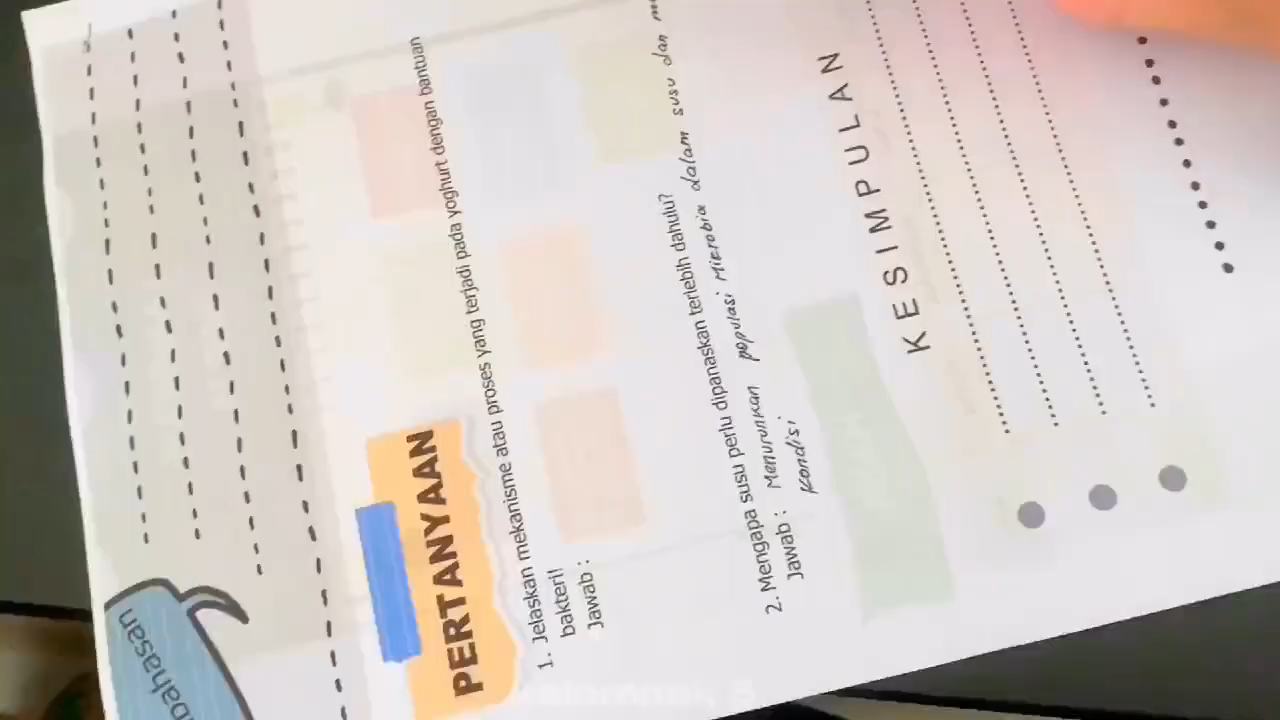 PERTANYAAN
1. Jelaskan mekanisme atau proses yang terjadi pada yoghurt dengan bantuan
bakteri!
Jawab :
2. Mengapa susu perlu dipanaskan terlebih dahulu?
Jawab : Menurunkan populasi Mikrobia dalam susu dan
Kondisi
KESIMPULAN